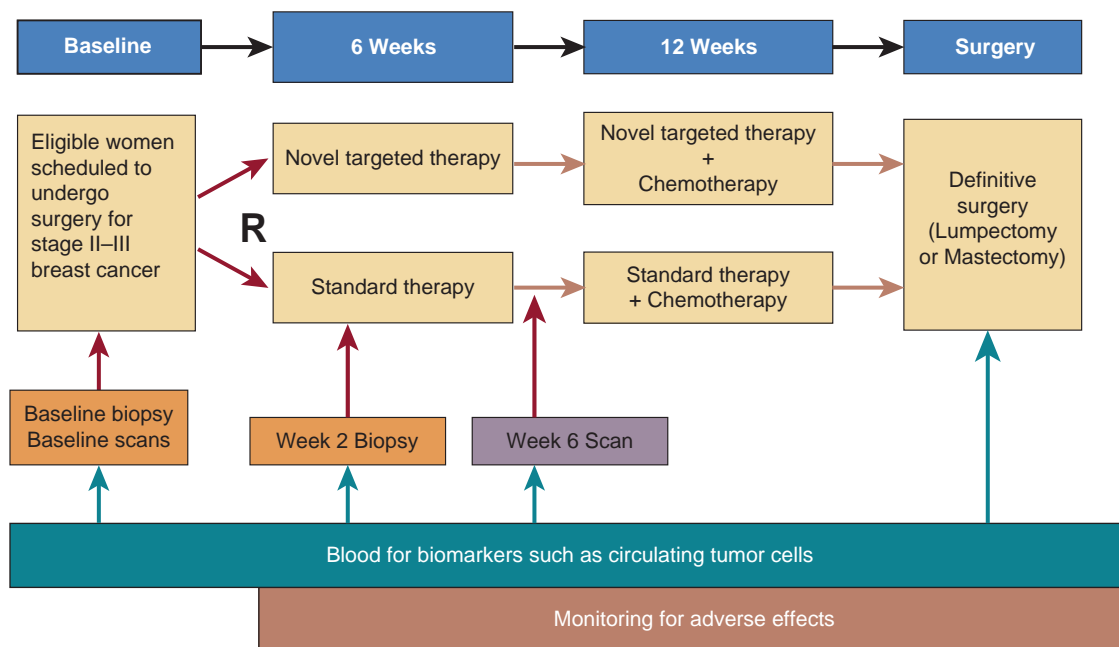 Baseline
6 Weeks
12 Weeks
Surgery
Eligible women
scheduled to
undergo
surgery for
stage II–III
breast cancer
R
Novel targeted therapy
Novel targeted therapy
+
Chemotherapy
Standard therapy
Standard therapy
+ Chemotherapy
Definitive
surgery
(Lumpectomy
or Mastectomy)
Baseline biopsy
Baseline scans
Week 2 Biopsy
Week 6 Scan
Blood for biomarkers such as circulating tumor cells
Monitoring for adverse effects